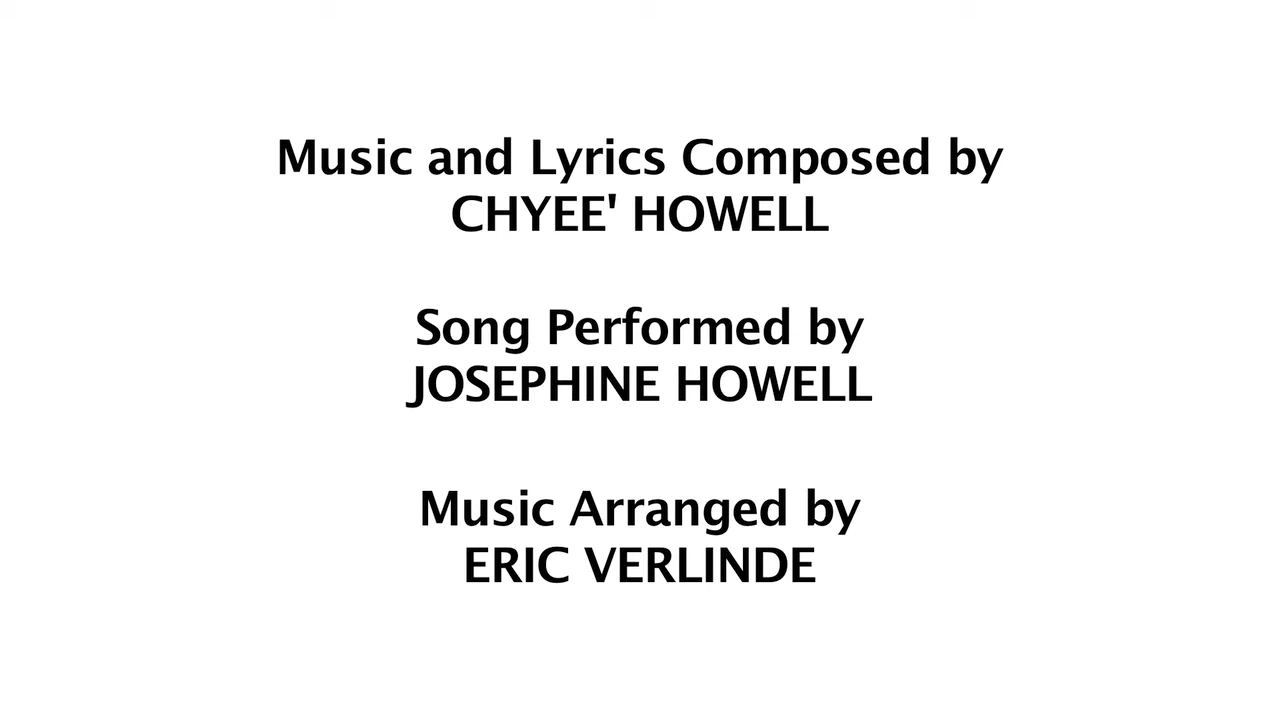 Music and Lyrics Composed by
CHYEE' HOWELL
Song Performed by
JOSEPHINE HOWELL
Music Arranged by
ERIC VERLINDE